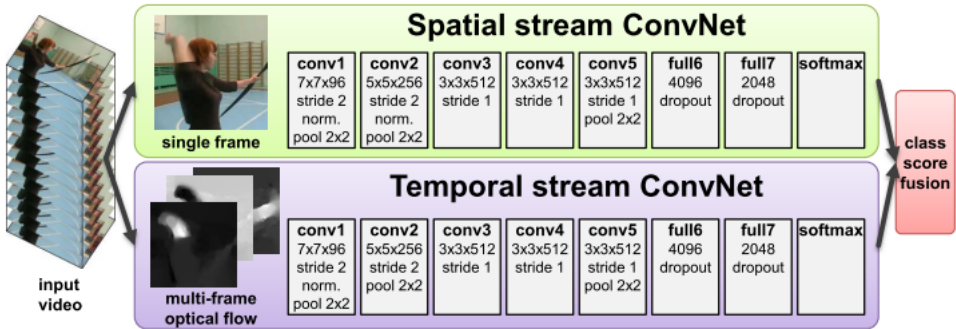 Spatial stream ConvNet
single frame
conv1
7x7x96
stride 2
norm.
pool 2x2
conv2
5x5x256
stride 2
norm.
pool 2x2
conv3
3x3x512
stride 1
conv4
3x3x512
stride 1
conv5
3x3x512
stride 1
pool 2x2
full6
4096
dropout
full7
2048
dropout
softmax
Temporal stream ConvNet
multi-frame
optical flow
conv1
7x7x96
stride 2
norm.
pool 2x2
conv2
5x5x256
stride 2
pool 2x2
conv3
3x3x512
stride 1
conv4
3x3x512
stride 1
conv5
3x3x512
stride 1
pool 2x2
full6
4096
dropout
full7
2048
dropout
softmax
input
video
class
score
fusion